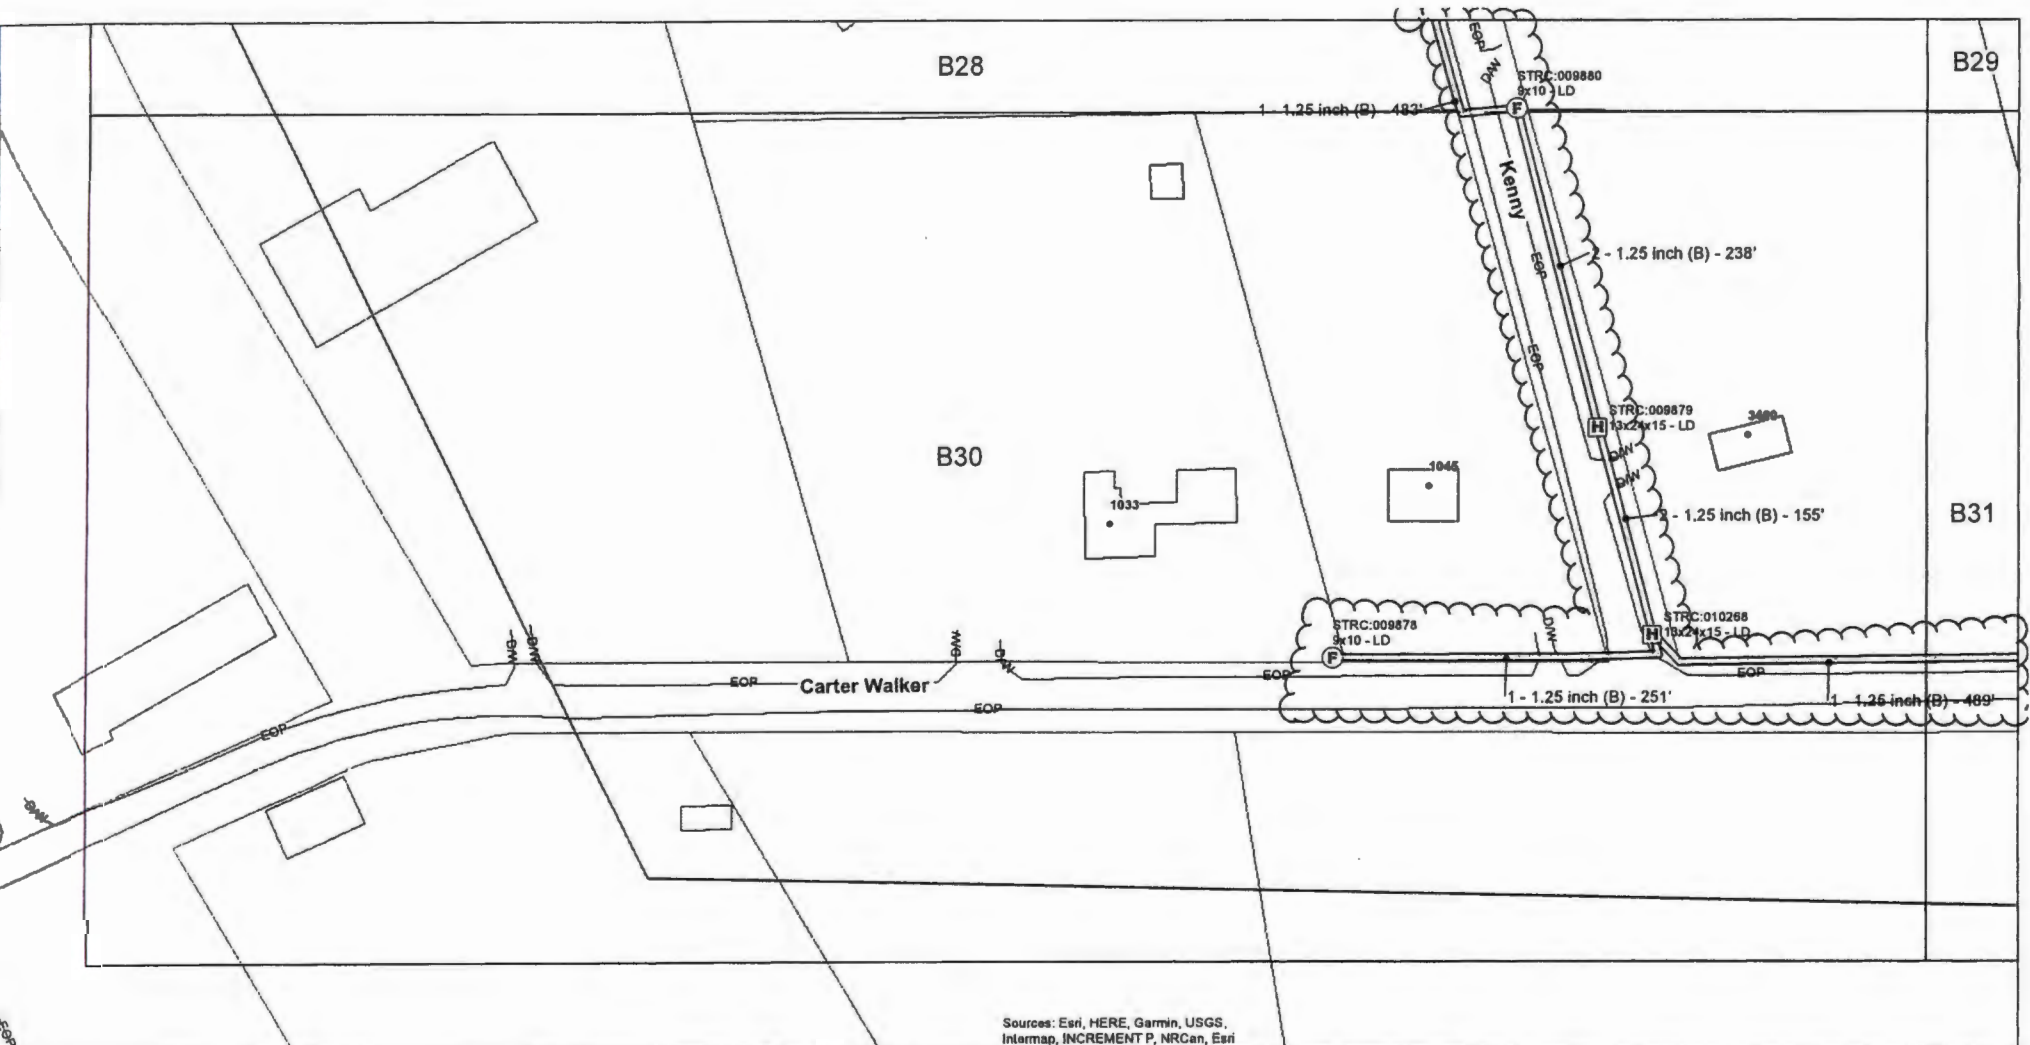 B28
B29
EOP
D/W
STRC:009880
9x10 - LD
F
1 - 1.25 inch (B) - 483'
Kenny
2 - 1.25 inch (B) - 238'
EOP
EOP
STRC:009879
13x24x15 - LD
H
D/W
D/W
3460
B30
1045
1033
2 - 1.25 inch (B) - 155'
B31
STRC:009878
9x10 - LD
F
D/W
STRC:010268
13x24x15 - LD
H
D/W
D/W
D/W
EOP
Carter Walker
EOP
EOP
EOP
1 - 1.25 inch (B) - 251'
1 - 1.25 inch (B) - 489'
EOP
D/W
EOP
Sources: Esri, HERE, Garmin, USGS,
Intermap, INCREMENT P, NRCan, Esri